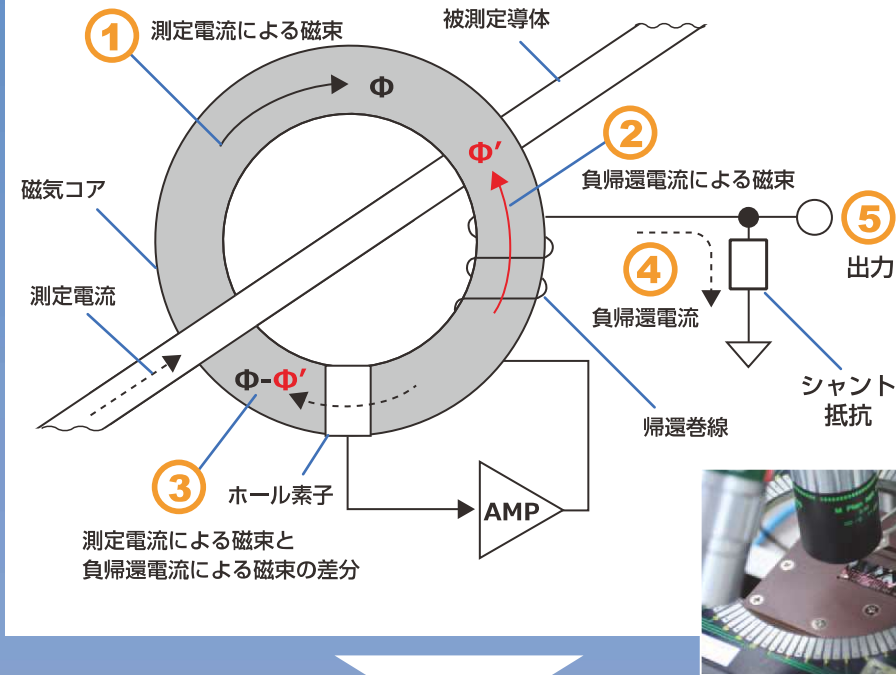 ① 測定電流による磁束
被測定導体
Φ
Φ′
②
負帰還電流による磁束
磁気コア
⑤
出力
④
測定電流
負帰還電流
シャント
抵抗
Φ-Φ′
帰還巻線
③
ホール素子
AMP
測定電流による磁束と
負帰還電流による磁束の差分